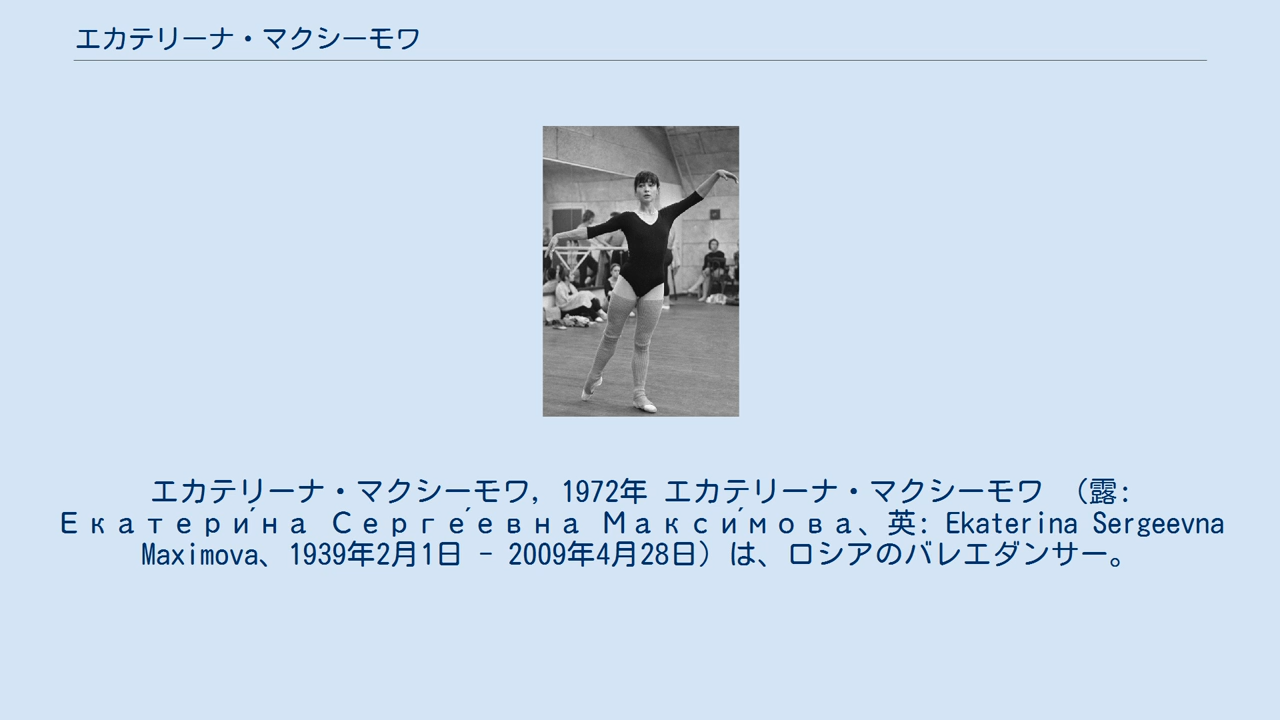 エカテリーナ・マクシーモワ
エカテリーナ・マクシーモワ, 1972年 エカテリーナ・マクシーモワ （露:
Екатери́на Серге́евна Макси́мова、英: Ekaterina Sergeevna
Maximova、1939年2月1日 - 2009年4月28日）は、ロシアのバレエダンサー。